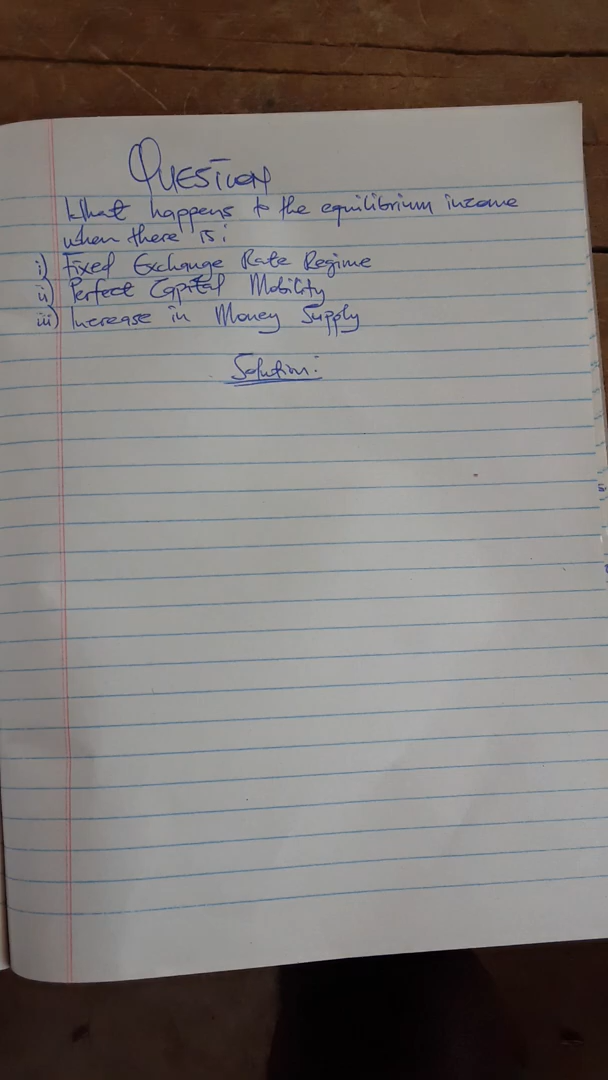 QUESTION
What happens to the equilibrium income
when there is:
i) Fixed Exchange Rate Regime
ii) Perfect Capital Mobility
iii) Increase in Money Supply
Solution: